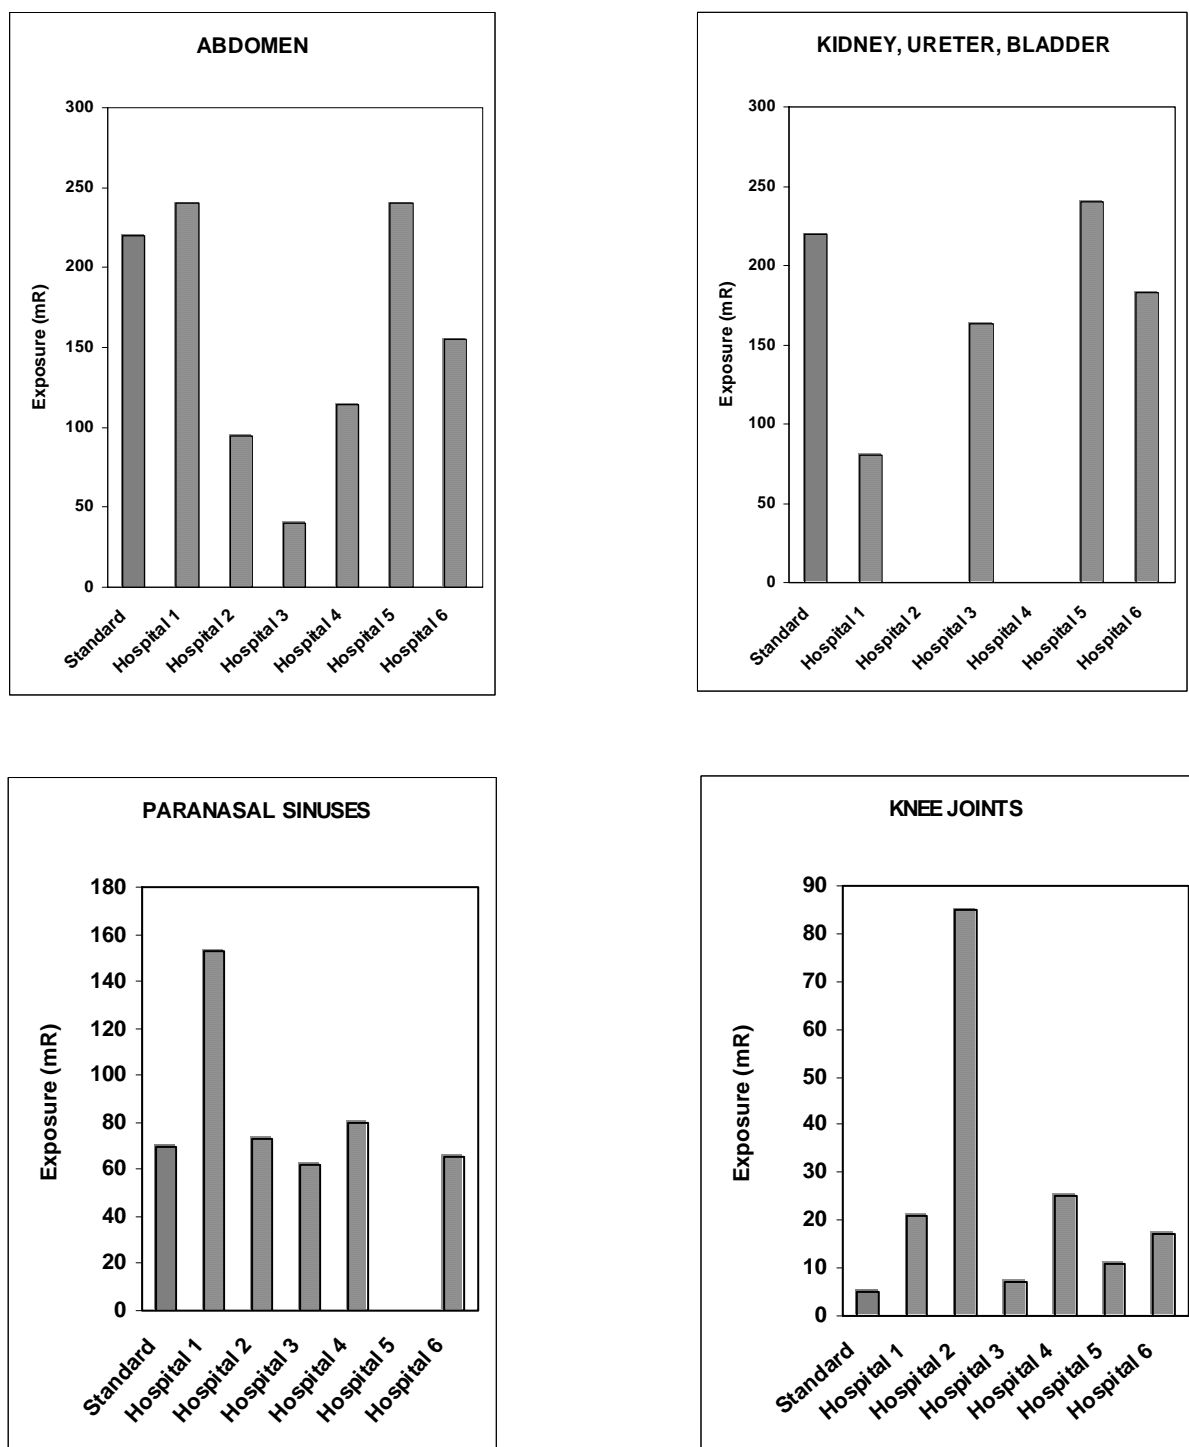 ABDOMEN
300
250
200
150
100
50
0
Exposure (mR)
Standard
Hospital 1
Hospital 2
Hospital 3
Hospital 4
Hospital 5
Hospital 6
KIDNEY, URETER, BLADDER
300
250
200
150
100
50
0
Exposure (mR)
Standard
Hospital 1
Hospital 2
Hospital 3
Hospital 4
Hospital 5
Hospital 6
PARANASAL SINUSES
180
160
140
120
100
80
60
40
20
0
Exposure (mR)
Standard
Hospital 1
Hospital 2
Hospital 3
Hospital 4
Hospital 5
Hospital 6
KNEE JOINTS
90
80
70
60
50
40
30
20
10
0
Exposure (mR)
Standard
Hospital 1
Hospital 2
Hospital 3
Hospital 4
Hospital 5
Hospital 6